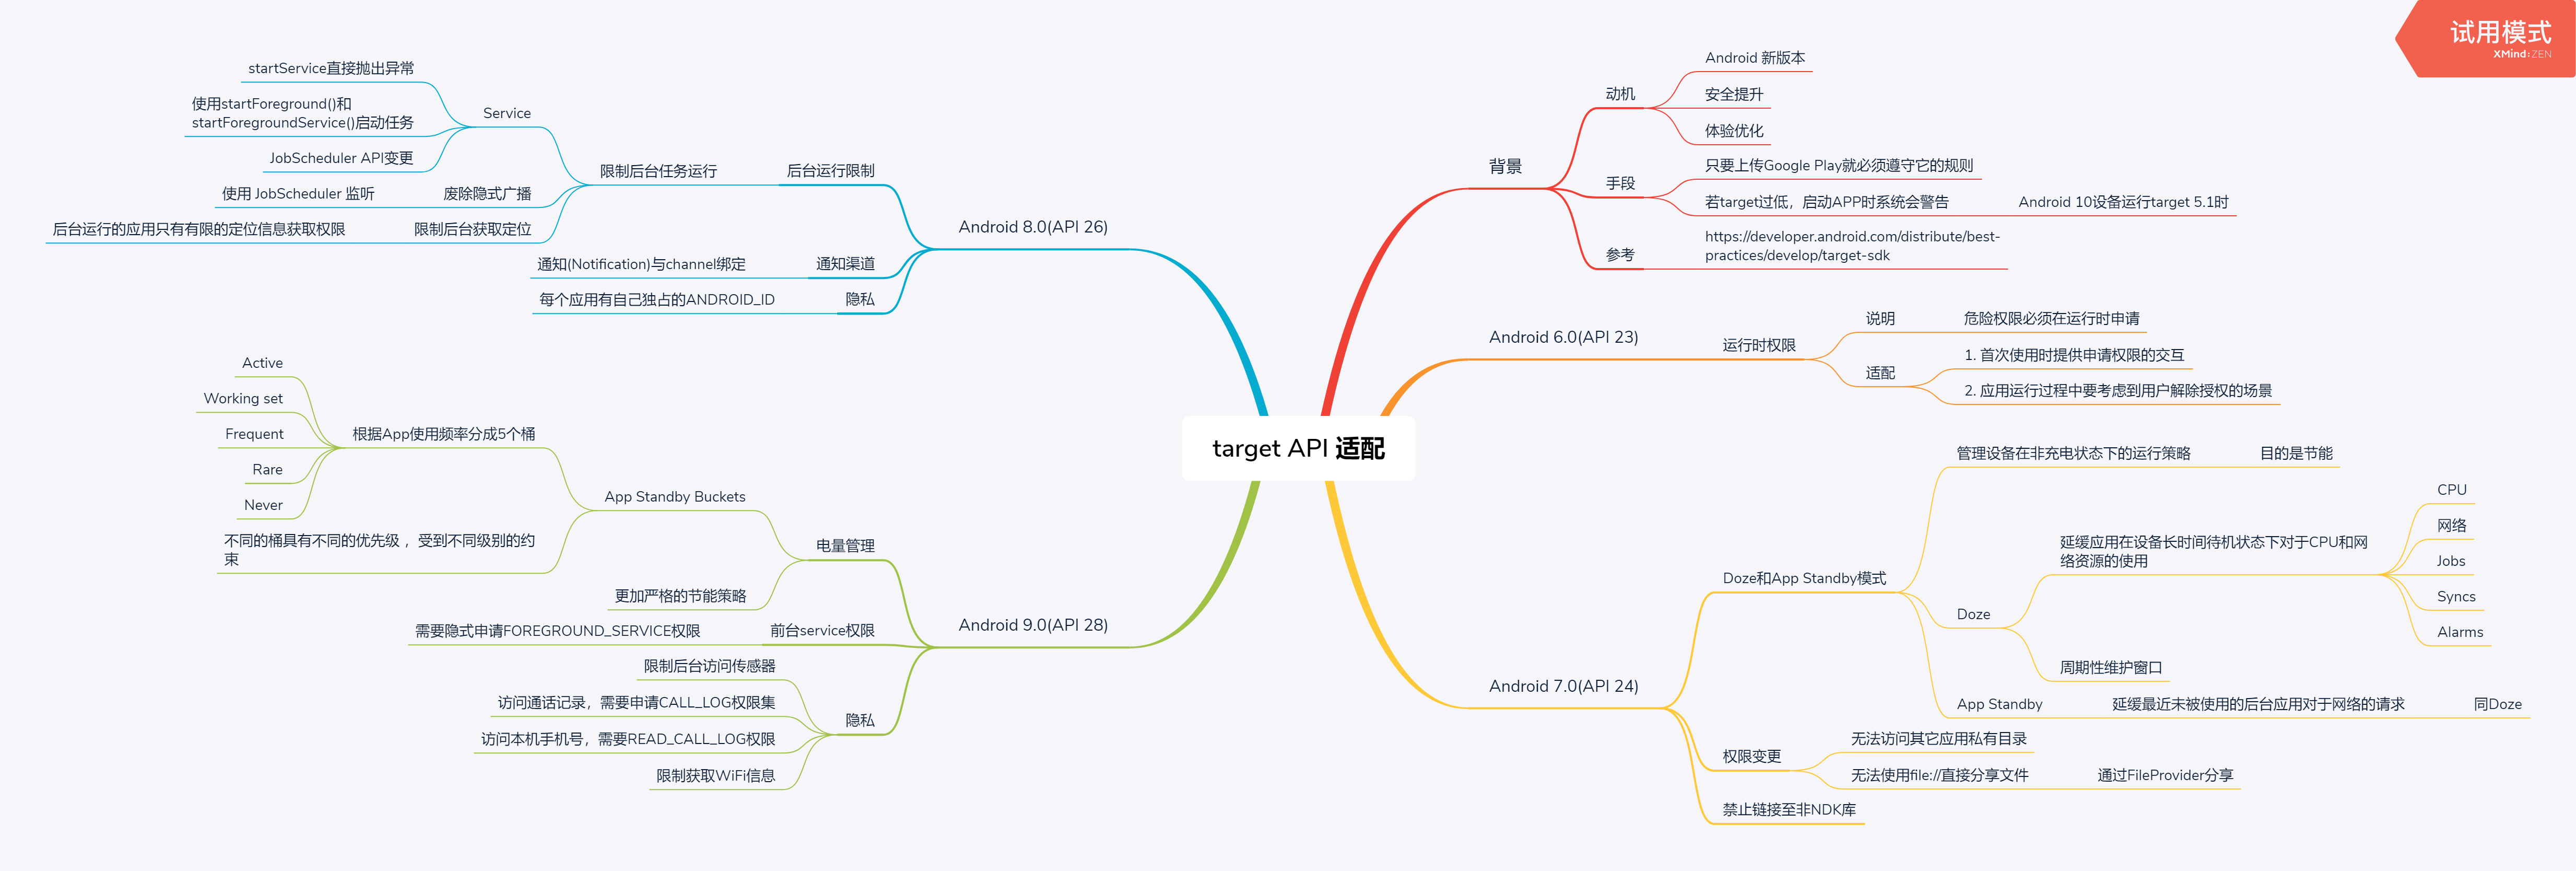 试用模式
XMind:ZEN
target API 适配
背景
动机
Android 新版本
安全提升
体验优化
手段
只要上传Google Play就必须遵守它的规则
若target过低，启动APP时系统会警告
Android 10设备运行target 5.1时
参考
https://developer.android.com/distribute/best-
practices/develop/target-sdk
Android 6.0(API 23)
运行时权限
说明
危险权限必须在运行时申请
适配
1. 首次使用时提供申请权限的交互
2. 应用运行过程中要考虑到用户解除授权的场景
Android 7.0(API 24)
Doze和App Standby模式
管理设备在非充电状态下的运行策略
目的是节能
Doze
延缓应用在设备长时间待机状态下对于CPU和网
络资源的使用
CPU
网络
Jobs
Syncs
Alarms
周期性维护窗口
App Standby
延缓最近未被使用的后台应用对于网络的请求
同Doze
权限变更
无法访问其它应用私有目录
无法使用file://直接分享文件
通过FileProvider分享
禁止链接至非NDK库
Android 8.0(API 26)
后台运行限制
限制后台任务运行
Service
startService直接抛出异常
使用startForeground()和
startForegroundService()启动任务
JobScheduler API变更
废除隐式广播
使用 JobScheduler 监听
限制后台获取定位
后台运行的应用只有有限的定位信息获取权限
通知渠道
通知(Notification)与channel绑定
隐私
每个应用有自己独占的ANDROID_ID
Android 9.0(API 28)
电量管理
App Standby Buckets
根据App使用频率分成5个桶
Active
Working set
Frequent
Rare
Never
不同的桶具有不同的优先级 ，受到不同级别的约
束
更加严格的节能策略
前台service权限
需要隐式申请FOREGROUND_SERVICE权限
隐私
限制后台访问传感器
访问通话记录，需要申请CALL_LOG权限集
访问本机手机号，需要READ_CALL_LOG权限
限制获取WiFi信息